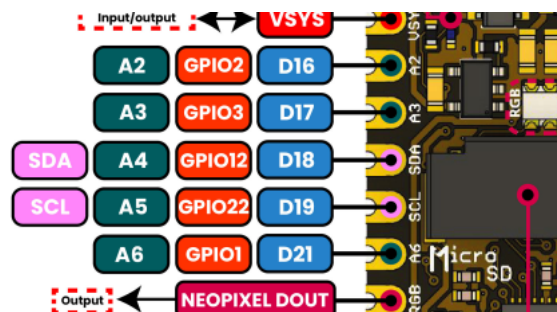 Input/output VSYS VSY
A2 GPIO2 D16 A2
A3 GPIO3 D17 A3
RGB
SDA A4 GPIO12 D18 SDA
SCL A5 GPIO22 D19 SCL
A6 GPIO1 D21 A6
Micro
SD
Output NEOPIXEL DOUT RGB